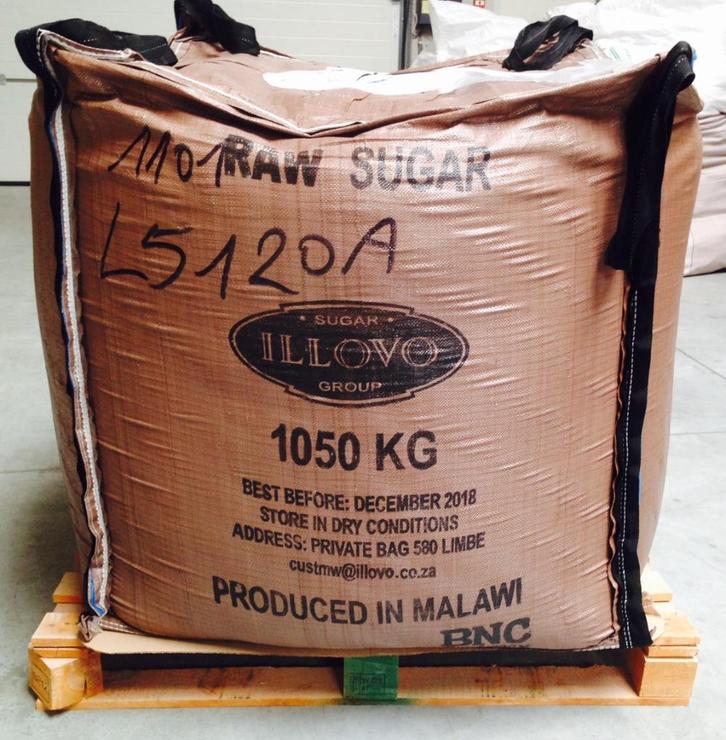 1101 RAW SUGAR
L5120A
• SUGAR •
ILLOVO
GROUP
1050 KG
BEST BEFORE: DECEMBER 2018
STORE IN DRY CONDITIONS
ADDRESS: PRIVATE BAG 580 LIMBE
custmw@illovo.co.za
PRODUCED IN MALAWI
BNC